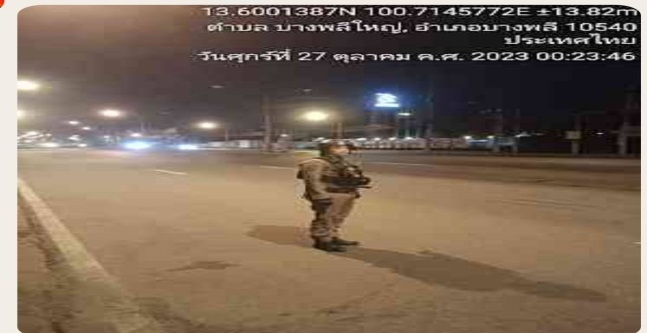 13.6001387N 100.7145772E ±13.82m
ตำบล บางพลีใหญ่, อำเภอบางพลี 10540
ประเทศไทย
วันศุกร์ที่ 27 ตุลาคม ค.ศ. 2023 00:23:46